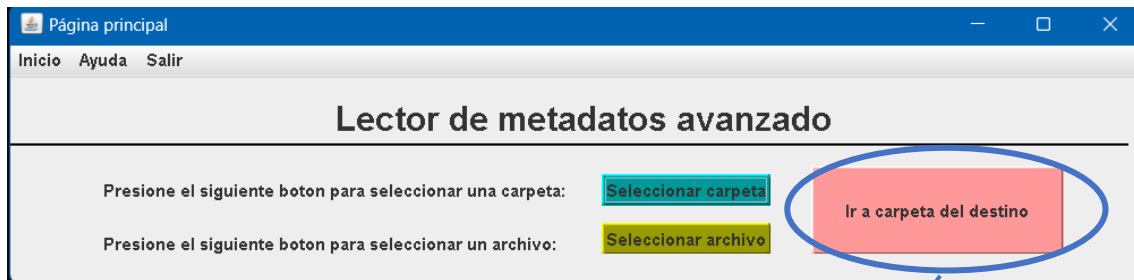 Página principal
Inicio Ayuda Salir
Lector de metadatos avanzado
Presione el siguiente boton para seleccionar una carpeta:
Seleccionar carpeta
Ir a carpeta del destino
Presione el siguiente boton para seleccionar un archivo:
Seleccionar archivo